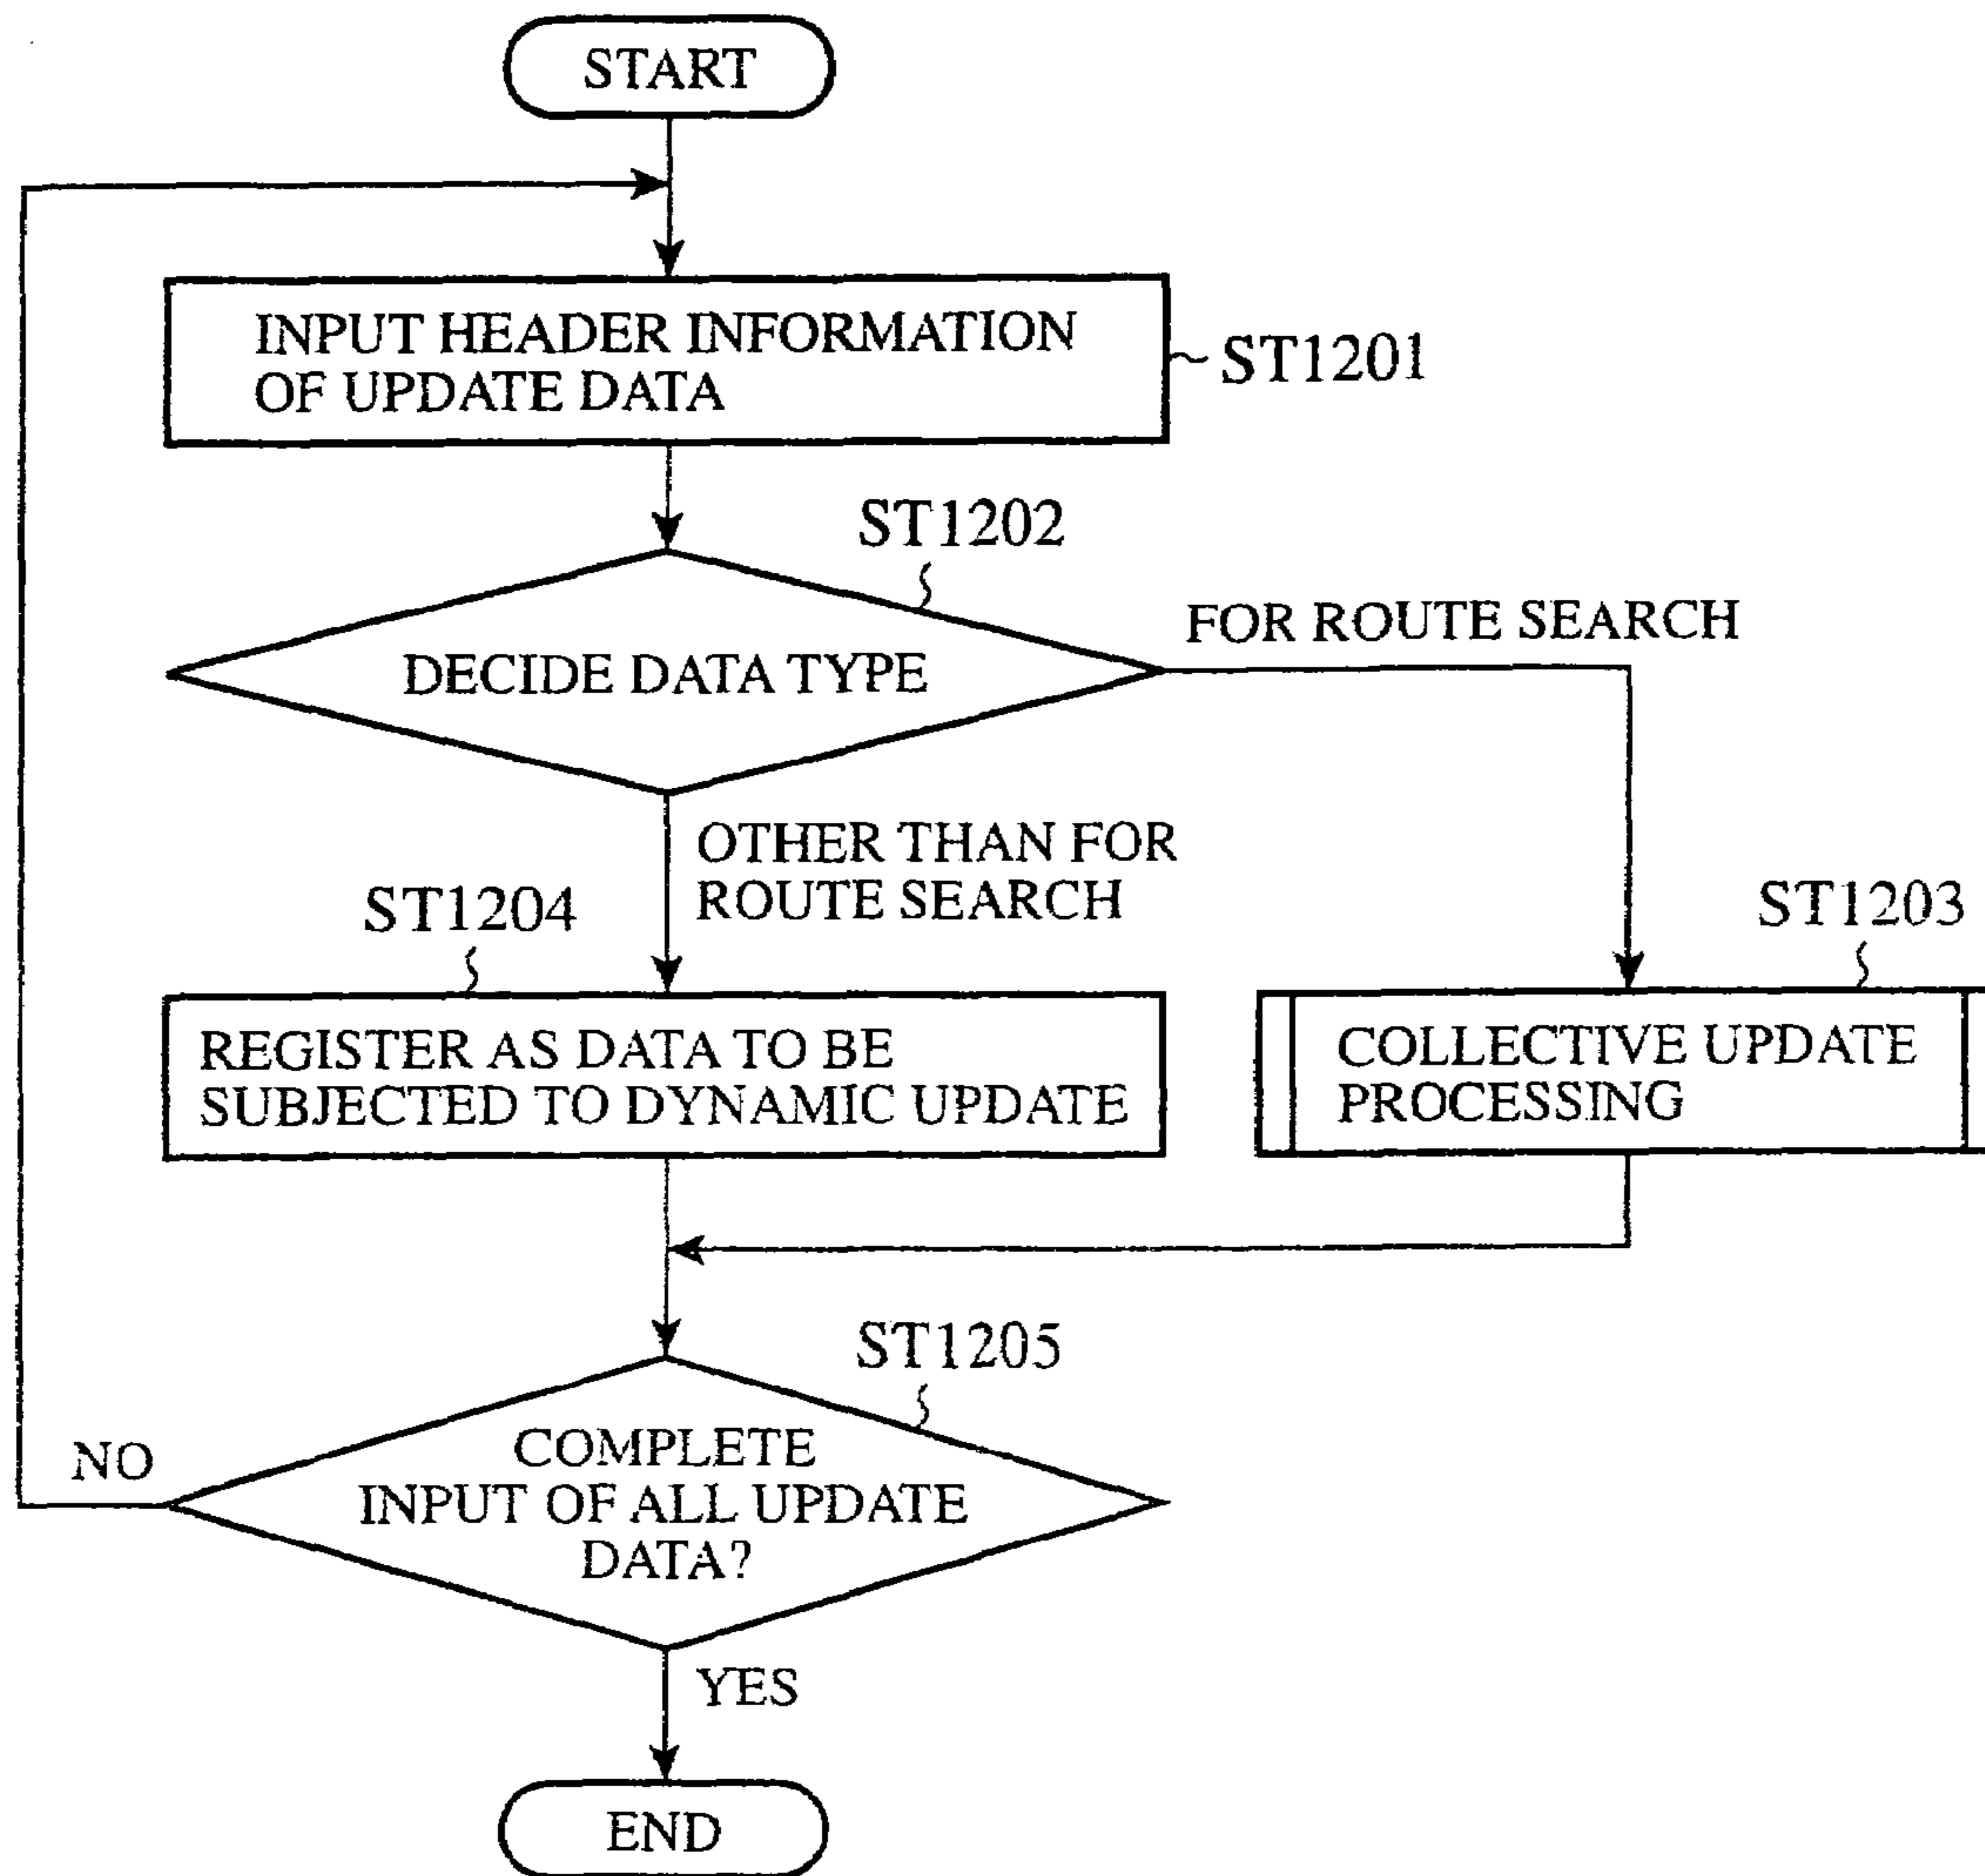 START
INPUT HEADER INFORMATION
OF UPDATE DATA
ST1201
ST1202
DECIDE DATA TYPE
FOR ROUTE SEARCH
OTHER THAN FOR
ROUTE SEARCH
ST1204
ST1203
REGISTER AS DATA TO BE
SUBJECTED TO DYNAMIC UPDATE
COLLECTIVE UPDATE
PROCESSING
ST1205
COMPLETE
INPUT OF ALL UPDATE
DATA?
NO
YES
END